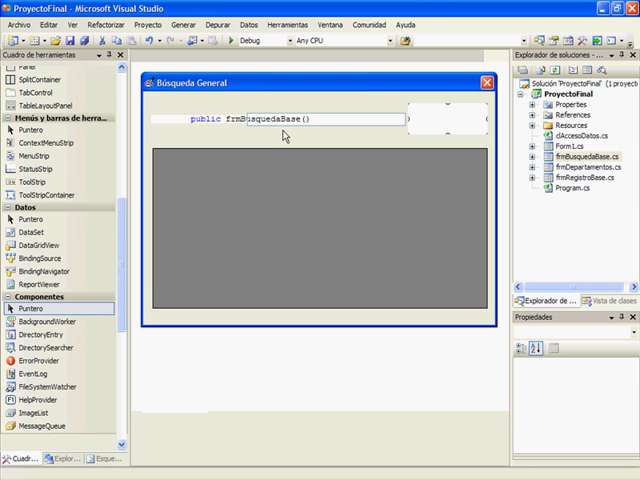 ProyectoFinal - Microsoft Visual Studio
Archivo Editar Ver Refactorizar Proyecto Generar Depurar Datos Herramientas Ventana Comunidad Ayuda
Debug Any CPU
Cuadro de herramientas
Panel
SplitContainer
TabControl
TableLayoutPanel
Menús y barras de herra...
Puntero
ContextMenuStrip
MenuStrip
StatusStrip
ToolStrip
ToolStripContainer
Datos
Puntero
DataSet
DataGridView
BindingSource
BindingNavigator
ReportViewer
Componentes
Puntero
BackgroundWorker
DirectoryEntry
DirectorySearcher
ErrorProvider
EventLog
FileSystemWatcher
HelpProvider
ImageList
MessageQueue
Cuadr... Explor... Esque...
Búsqueda General
public frmBusquedaBase()
Explorador de soluciones - ...
Solución "ProyectoFinal" (1 proyect
ProyectoFinal
Properties
References
Resources
clAccesoDatos.cs
Form1.cs
frmBusquedaBase.cs
frmDepartamentos.cs
frmRegistroBase.cs
Program.cs
Explorador de ... Vista de clases
Propiedades